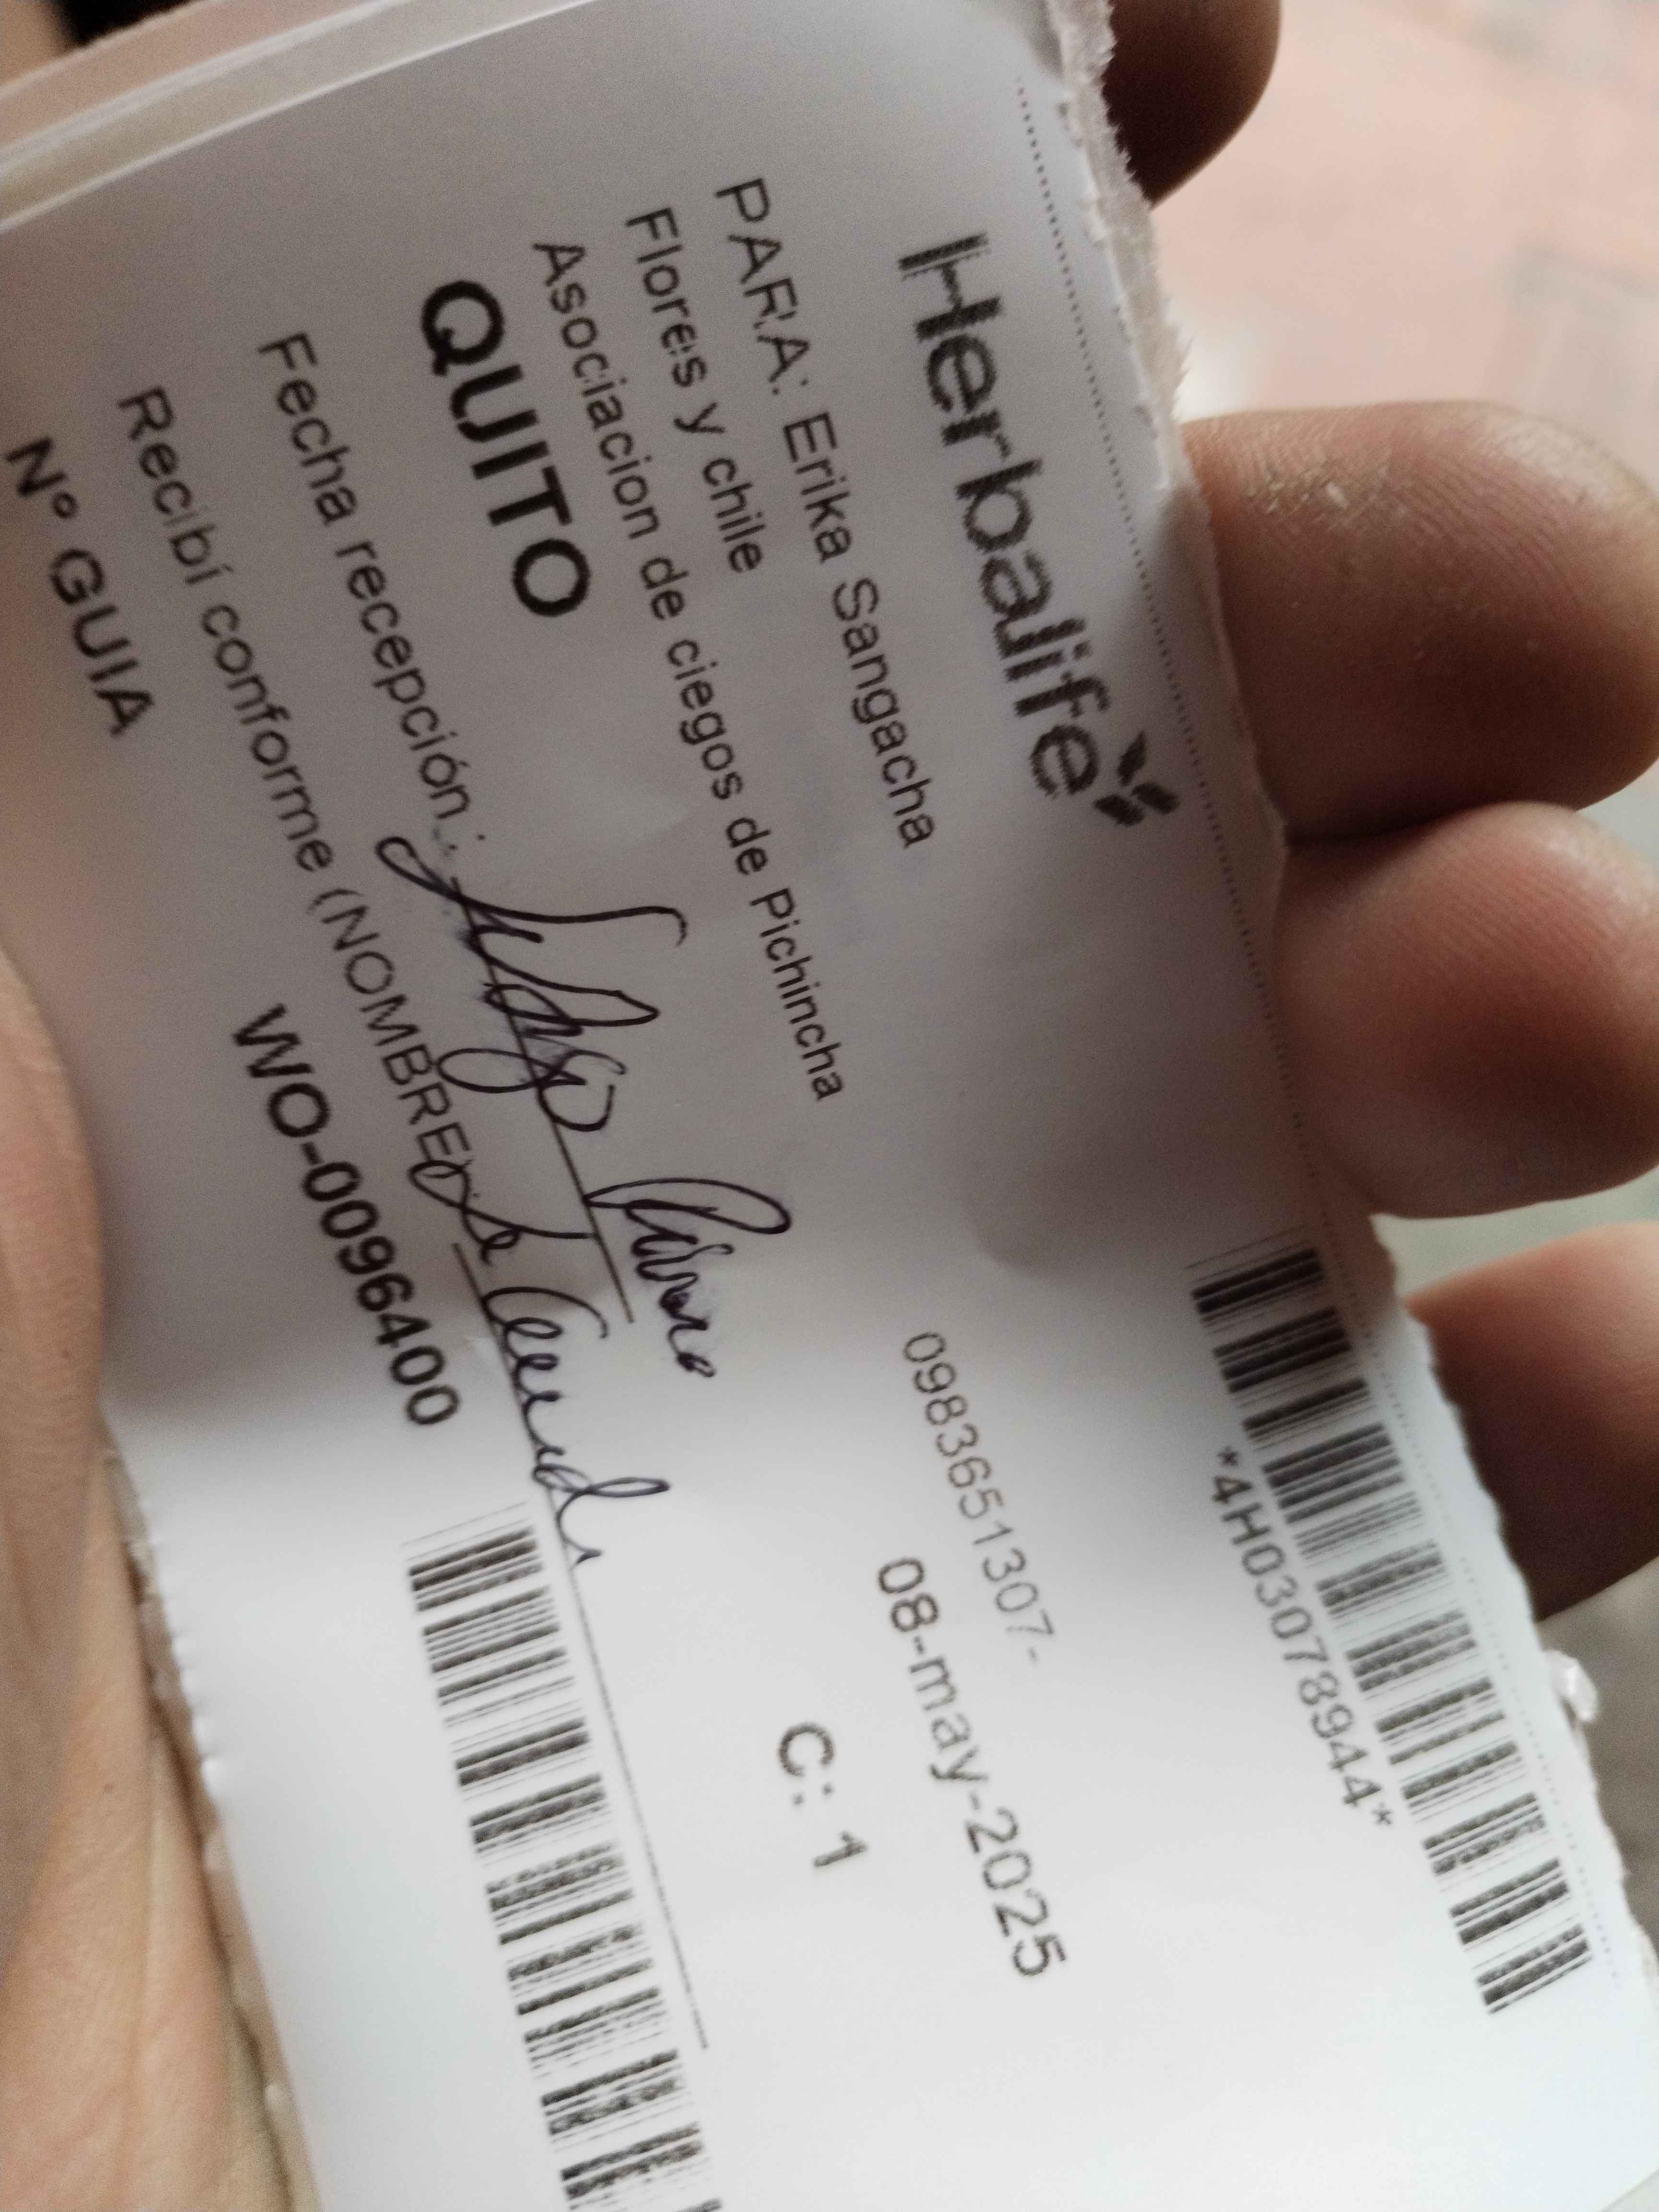 Herbalife
*4H03078944*
PARA: Erika Sangacha
0983651307-
Flores y chile
08-may-2025
Asociacion de ciegos de Pichincha
QUITO
C: 1
Fecha recepción:
Recibí conforme (NOMBRE):
Nº GUIA
WO-0096400